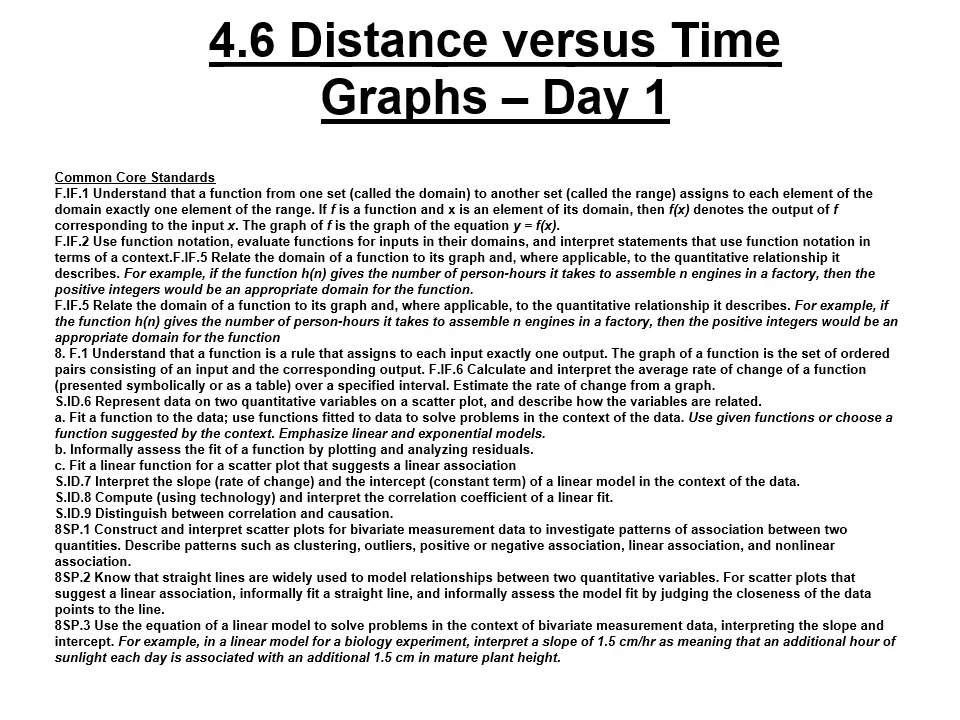 4.6 Distance versus Time
Graphs – Day 1
Common Core Standards
F.IF.1 Understand that a function from one set (called the domain) to another set (called the range) assigns to each element of the
domain exactly one element of the range. If f is a function and x is an element of its domain, then f(x) denotes the output of f
corresponding to the input x. The graph of f is the graph of the equation y = f(x).
F.IF.2 Use function notation, evaluate functions for inputs in their domains, and interpret statements that use function notation in
terms of a context.F.IF.5 Relate the domain of a function to its graph and, where applicable, to the quantitative relationship it
describes. For example, if the function h(n) gives the number of person-hours it takes to assemble n engines in a factory, then the
positive integers would be an appropriate domain for the function.
F.IF.5 Relate the domain of a function to its graph and, where applicable, to the quantitative relationship it describes. For example, if
the function h(n) gives the number of person-hours it takes to assemble n engines in a factory, then the positive integers would be an
appropriate domain for the function
8. F.1 Understand that a function is a rule that assigns to each input exactly one output. The graph of a function is the set of ordered
pairs consisting of an input and the corresponding output. F.IF.6 Calculate and interpret the average rate of change of a function
(presented symbolically or as a table) over a specified interval. Estimate the rate of change from a graph.
S.ID.6 Represent data on two quantitative variables on a scatter plot, and describe how the variables are related.
a. Fit a function to the data; use functions fitted to data to solve problems in the context of the data. Use given functions or choose a
function suggested by the context. Emphasize linear and exponential models.
b. Informally assess the fit of a function by plotting and analyzing residuals.
c. Fit a linear function for a scatter plot that suggests a linear association
S.ID.7 Interpret the slope (rate of change) and the intercept (constant term) of a linear model in the context of the data.
S.ID.8 Compute (using technology) and interpret the correlation coefficient of a linear fit.
S.ID.9 Distinguish between correlation and causation.
8SP.1 Construct and interpret scatter plots for bivariate measurement data to investigate patterns of association between two
quantities. Describe patterns such as clustering, outliers, positive or negative association, linear association, and nonlinear
association.
8SP.2 Know that straight lines are widely used to model relationships between two quantitative variables. For scatter plots that
suggest a linear association, informally fit a straight line, and informally assess the model fit by judging the closeness of the data
points to the line.
8SP.3 Use the equation of a linear model to solve problems in the context of bivariate measurement data, interpreting the slope and
intercept. For example, in a linear model for a biology experiment, interpret a slope of 1.5 cm/hr as meaning that an additional hour of
sunlight each day is associated with an additional 1.5 cm in mature plant height.